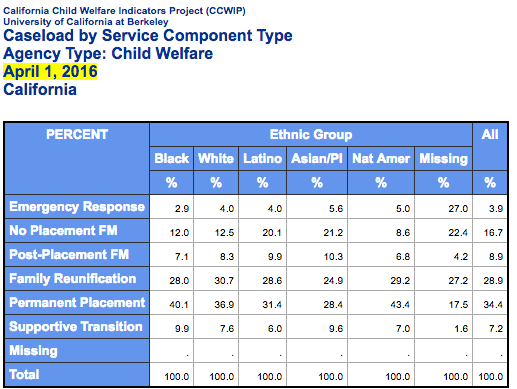 California Child Welfare Indicators Project (CCWIP)
University of California at Berkeley
Caseload by Service Component Type
Agency Type: Child Welfare
April 1, 2016
California
PERCENT Ethnic Group All
Black White Latino Asian/PI Nat Amer Missing
% % % % % % %
Emergency Response 2.9 4.0 4.0 5.6 5.0 27.0 3.9
No Placement FM 12.0 12.5 20.1 21.2 8.6 22.4 16.7
Post-Placement FM 7.1 8.3 9.9 10.3 6.8 4.2 8.9
Family Reunification 28.0 30.7 28.6 24.9 29.2 27.2 28.9
Permanent Placement 40.1 36.9 31.4 28.4 43.4 17.5 34.4
Supportive Transition 9.9 7.6 6.0 9.6 7.0 1.6 7.2
Missing . . . . . . .
Total 100.0 100.0 100.0 100.0 100.0 100.0 100.0